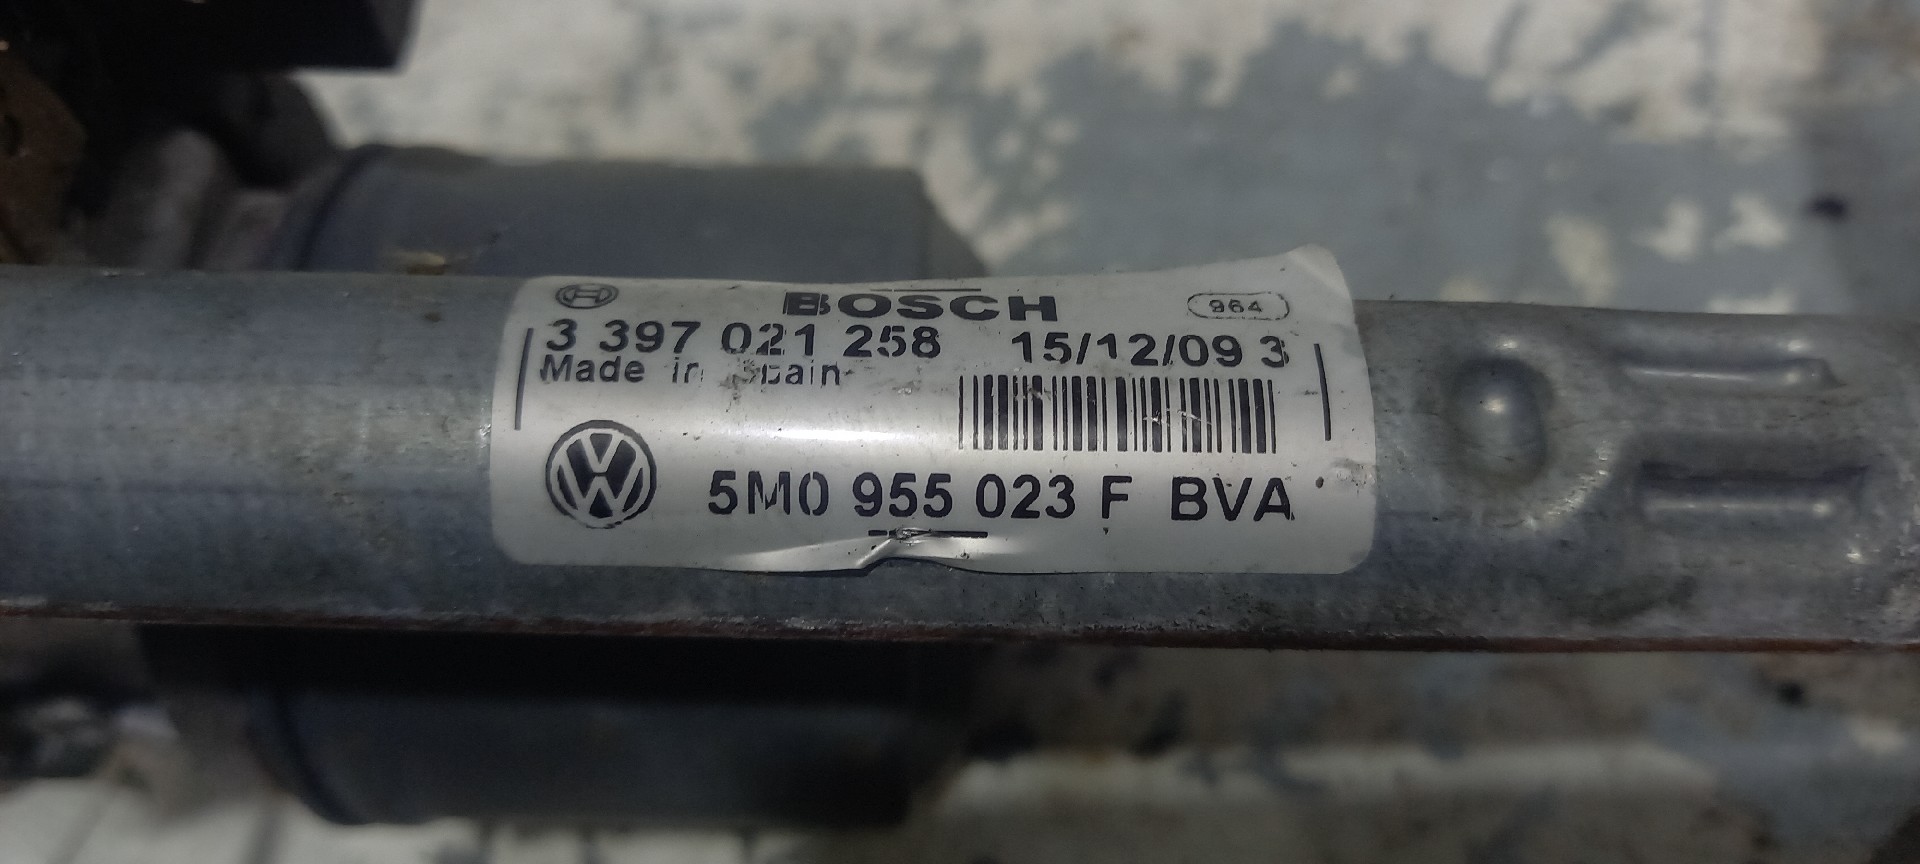 BOSCH 964
3 397 021 258 15/12/09 3
Made in Spain
5M0 955 023 F BVA